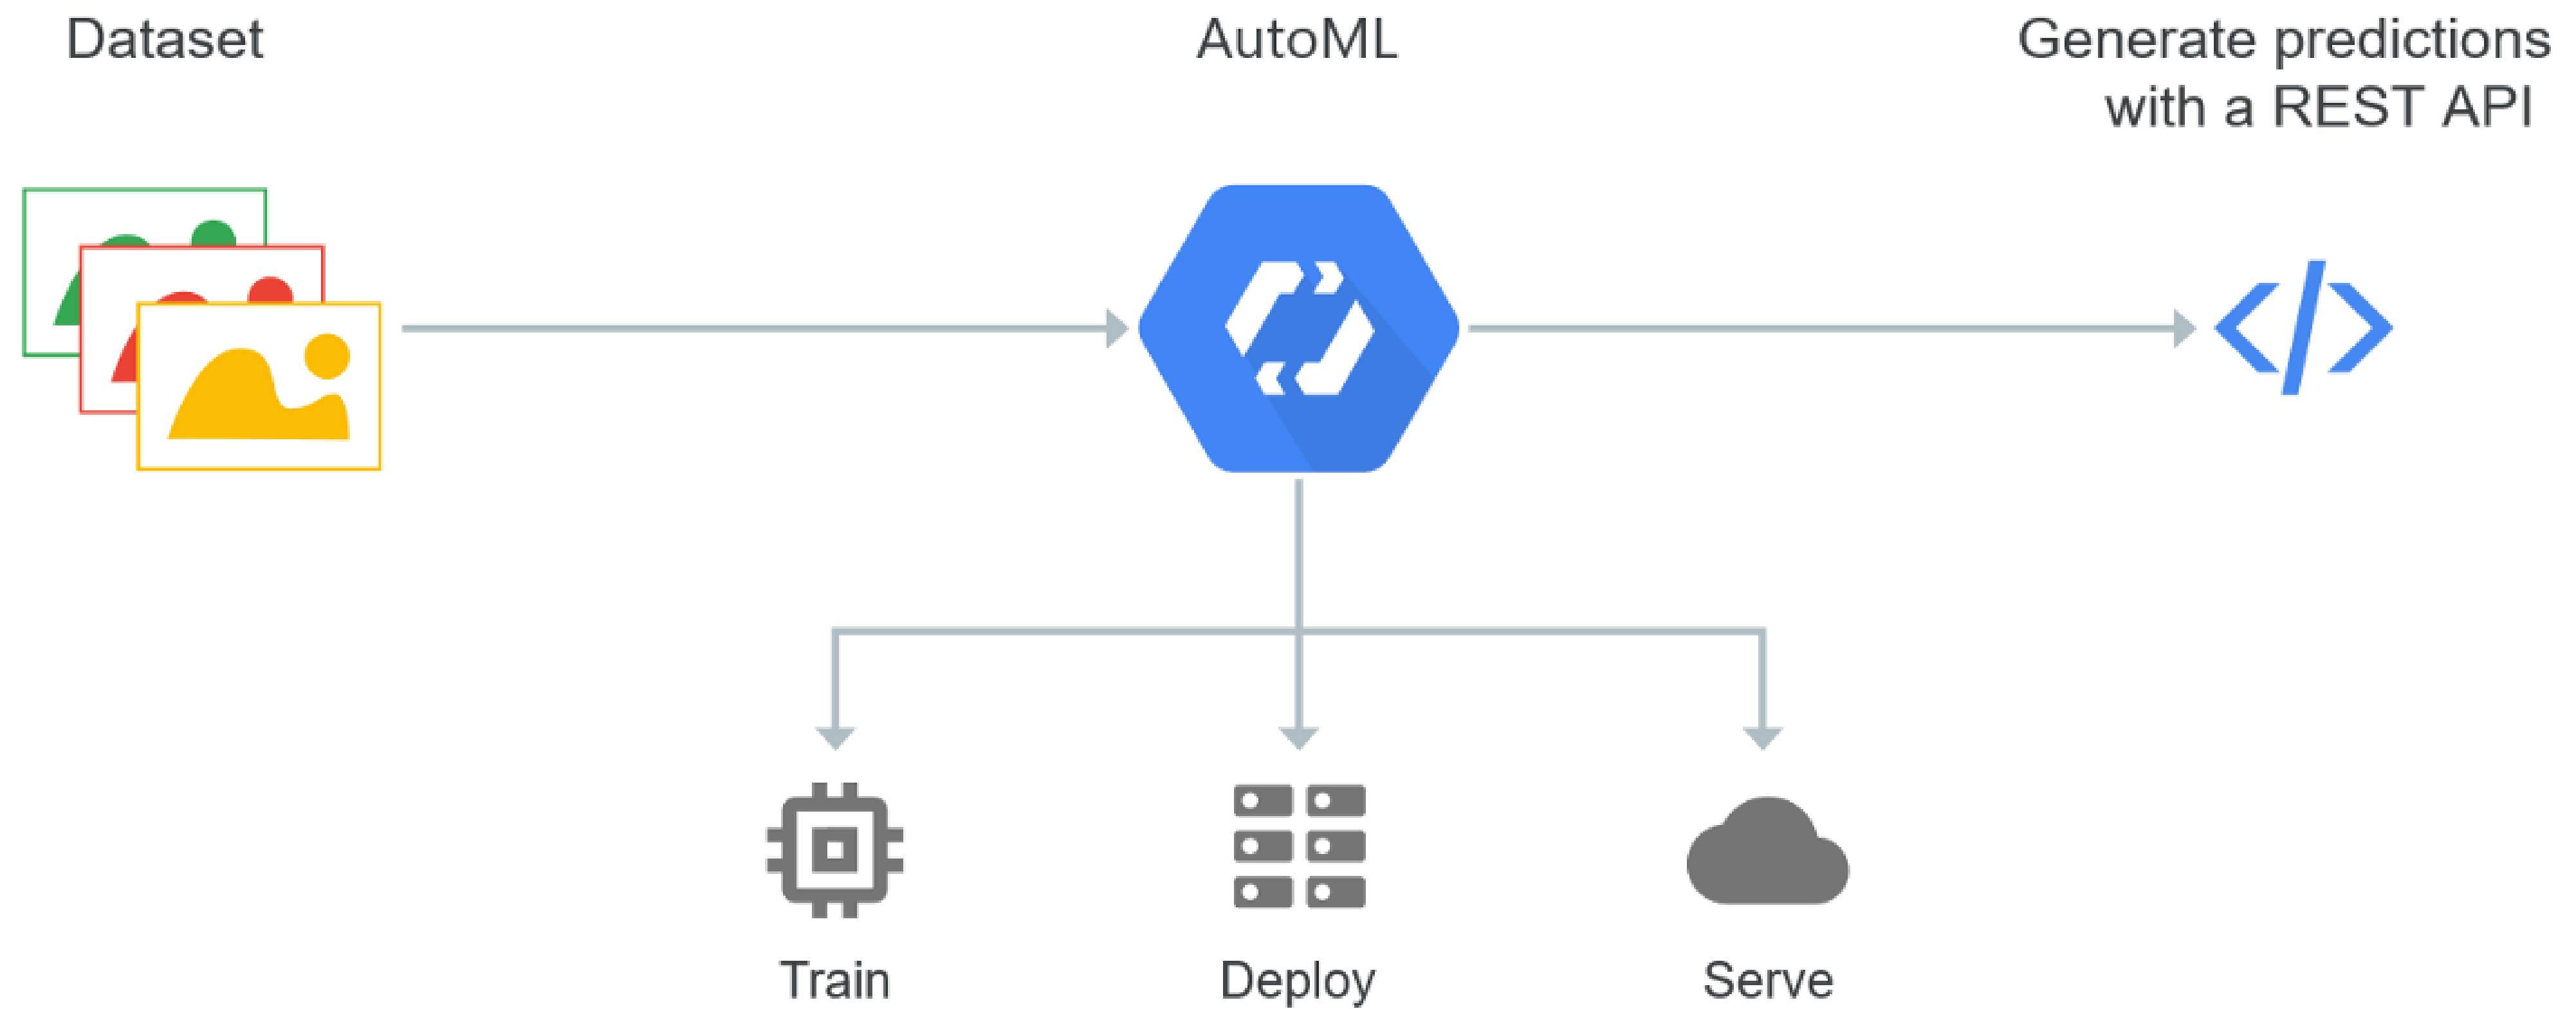 Dataset
AutoML
Generate predictions
with a REST API
Train
Deploy
Serve